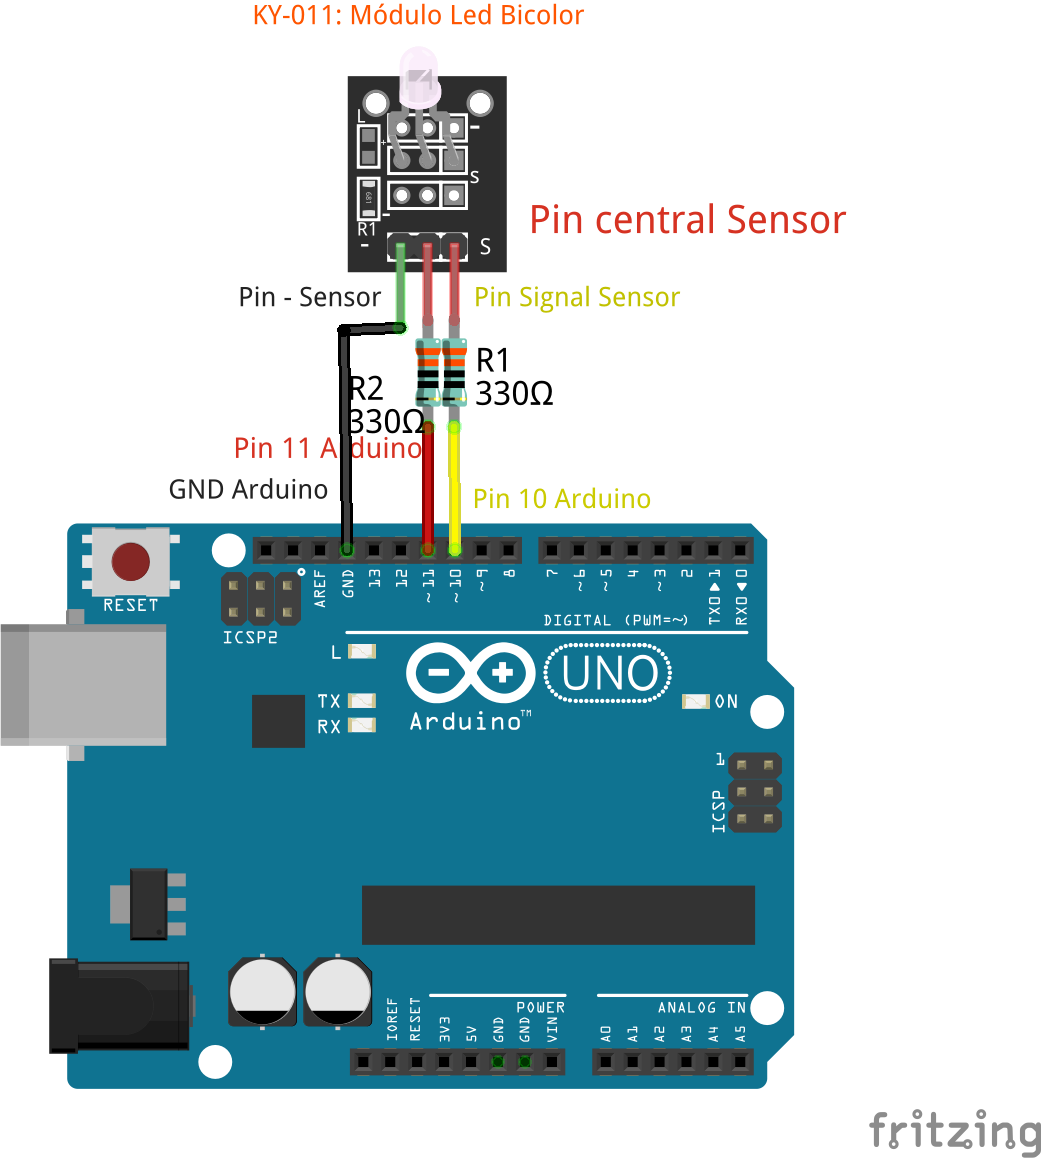 KY-011: Módulo Led Bicolor
L
+
-
S
681
-
R1
-
S
Pin central Sensor
Pin - Sensor
Pin Signal Sensor
R1
330Ω
R2
330Ω
Pin 11 Arduino
GND Arduino
Pin 10 Arduino
RESET
ICSP2
AREF
GND
13
12
~11
~10
~9
8
7
~6
~5
4
~3
2
TX0▶1
RX0◀0
DIGITAL (PWM=~)
L
TX
RX
Arduino™
UNO
ON
1
ICSP
IOREF
RESET
3V3
5V
GND
GND
VIN
POWER
ANALOG IN
A0
A1
A2
A3
A4
A5
fritzing